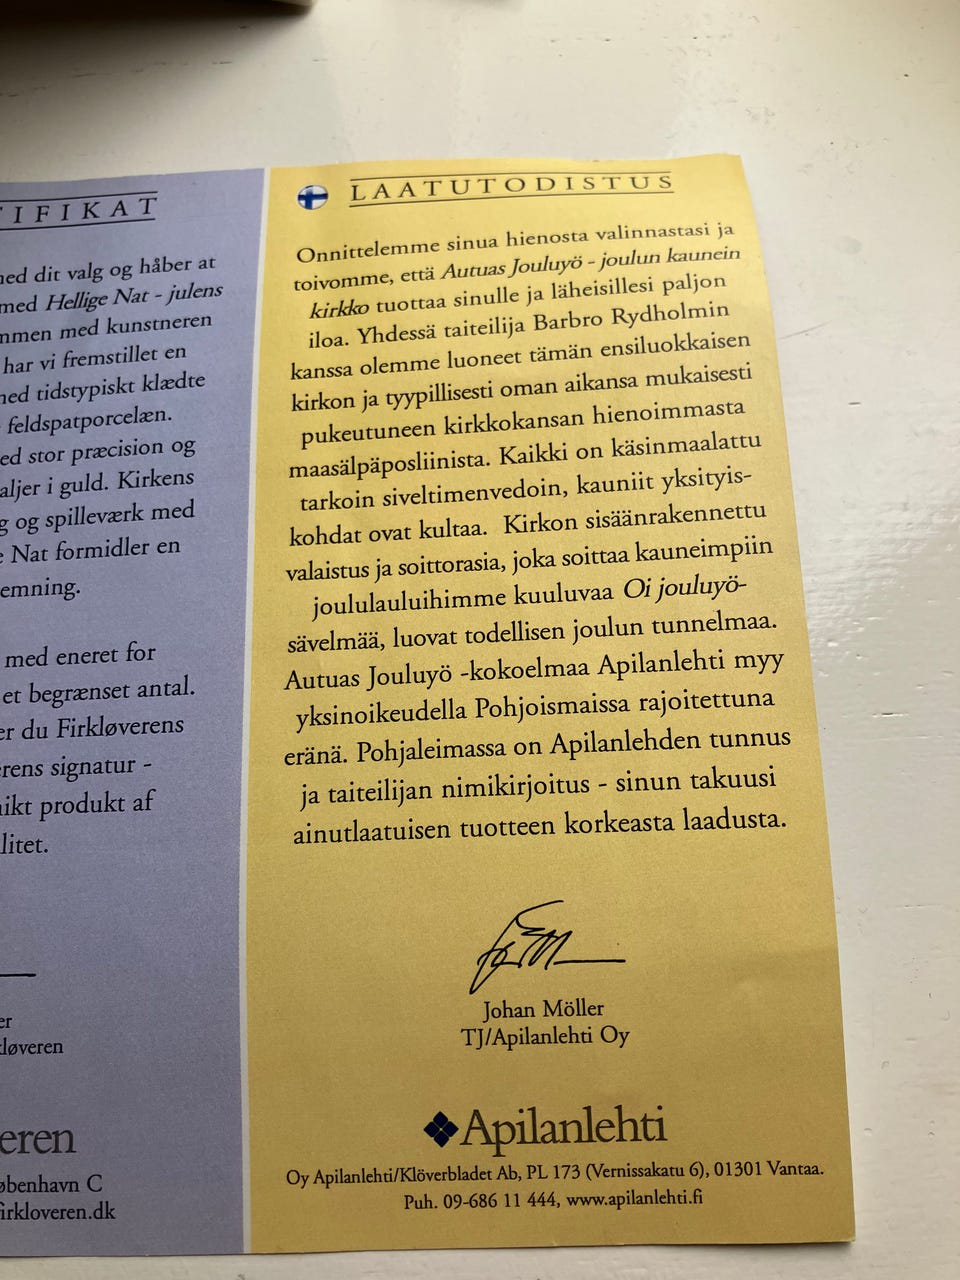 TIFIKAT
med dit valg og håber at
med Hellige Nat - julens
mmen med kunstneren
har vi fremstillet en
ned tidstypiskt klædte
feldspatporcelæn.
ed stor præcision og
aljer i guld. Kirkens
g og spilleværk med
e Nat formidler en
emning.
med eneret for
et begrænset antal.
er du Firkløverens
erens signatur -
nikt produkt af
litet.
er
kløveren
eren
øbenhavn C
firkloveren.dk
LAATUTODISTUS
Onnittelemme sinua hienosta valinnastasi ja
toivomme, että Autuas Jouluyö - joulun kaunein
kirkko tuottaa sinulle ja läheisillesi paljon
iloa. Yhdessä taiteilija Barbro Rydholmin
kanssa olemme luoneet tämän ensiluokkaisen
kirkon ja tyypillisesti oman aikansa mukaisesti
pukeutuneen kirkkokansan hienoimmasta
maasälpäposliinista. Kaikki on käsinmaalattu
tarkoin siveltimenvedoin, kauniit yksityis-
kohdat ovat kultaa. Kirkon sisäänrakennettu
valaistus ja soittorasia, joka soittaa kauneimpiin
joululauluihimme kuuluvaa Oi jouluyö-
sävelmää, luovat todellisen joulun tunnelmaa.
Autuas Jouluyö -kokoelmaa Apilanlehti myy
yksinoikeudella Pohjoismaissa rajoitettuna
eränä. Pohjaleimassa on Apilanlehden tunnus
ja taiteilijan nimikirjoitus - sinun takuusi
ainutlaatuisen tuotteen korkeasta laadusta.
Johan Möller
TJ/Apilanlehti Oy
Apilanlehti
Oy Apilanlehti/Klöverbladet Ab, PL 173 (Vernissakatu 6), 01301 Vantaa.
Puh. 09-686 11 444, www.apilanlehti.fi